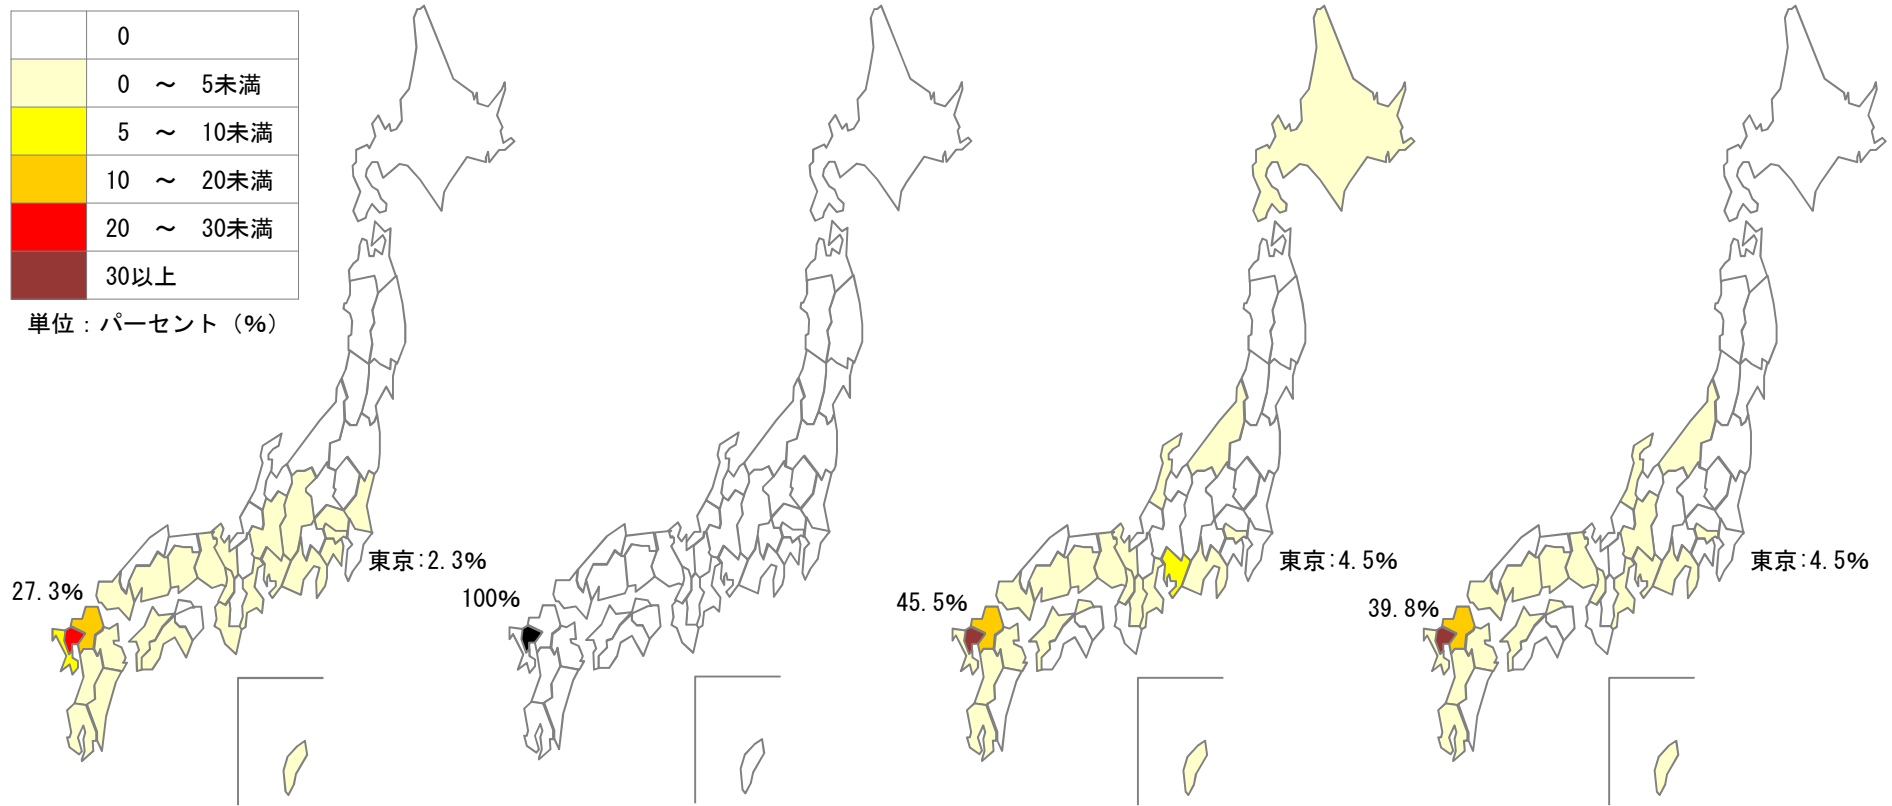 0
0 ～ 5未満
5 ～ 10未満
10 ～ 20未満
20 ～ 30未満
30以上
単位：パーセント（%）
東京:2.3%
27.3%
100%
東京:4.5%
45.5%
東京:4.5%
39.8%